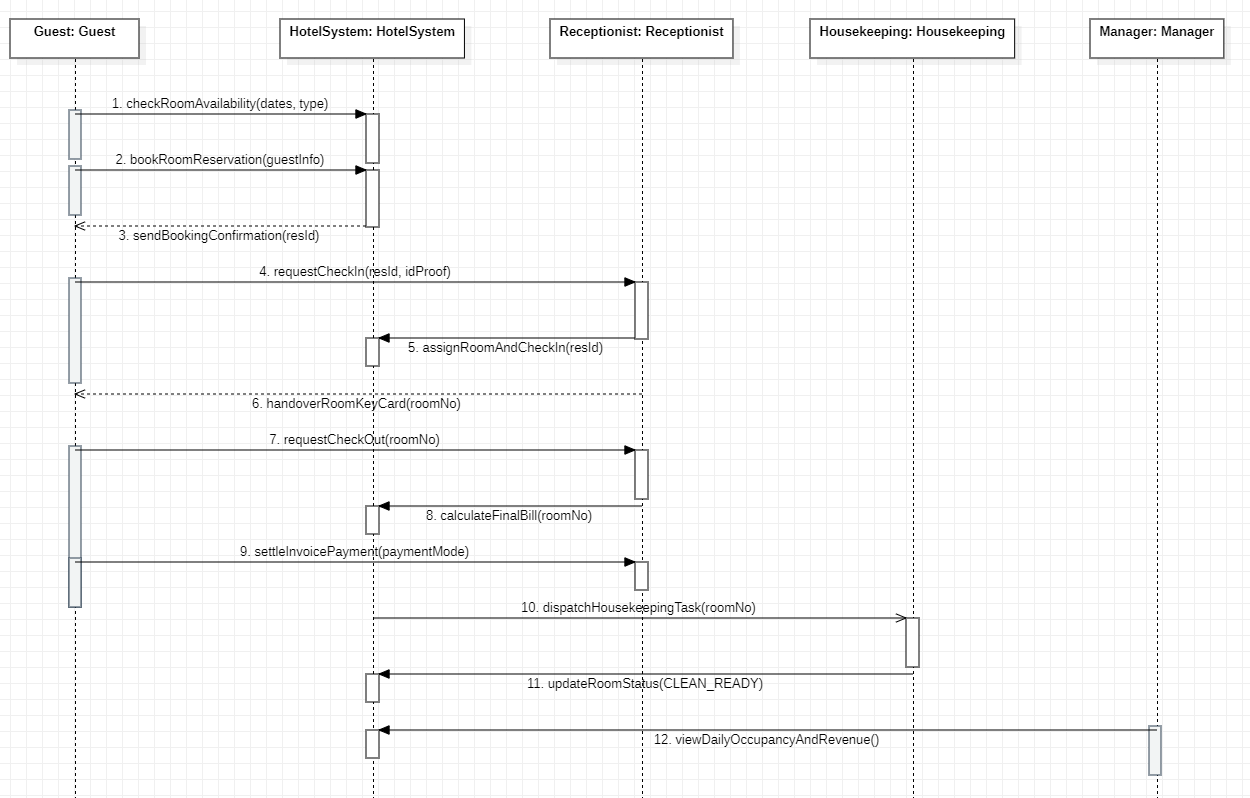 Guest: Guest
HotelSystem: HotelSystem
Receptionist: Receptionist
Housekeeping: Housekeeping
Manager: Manager
1. checkRoomAvailability(dates, type)
2. bookRoomReservation(guestInfo)
3. sendBookingConfirmation(resId)
4. requestCheckIn(resId, idProof)
5. assignRoomAndCheckIn(resId)
6. handoverRoomKeyCard(roomNo)
7. requestCheckOut(roomNo)
8. calculateFinalBill(roomNo)
9. settleInvoicePayment(paymentMode)
10. dispatchHousekeepingTask(roomNo)
11. updateRoomStatus(CLEAN_READY)
12. viewDailyOccupancyAndRevenue()